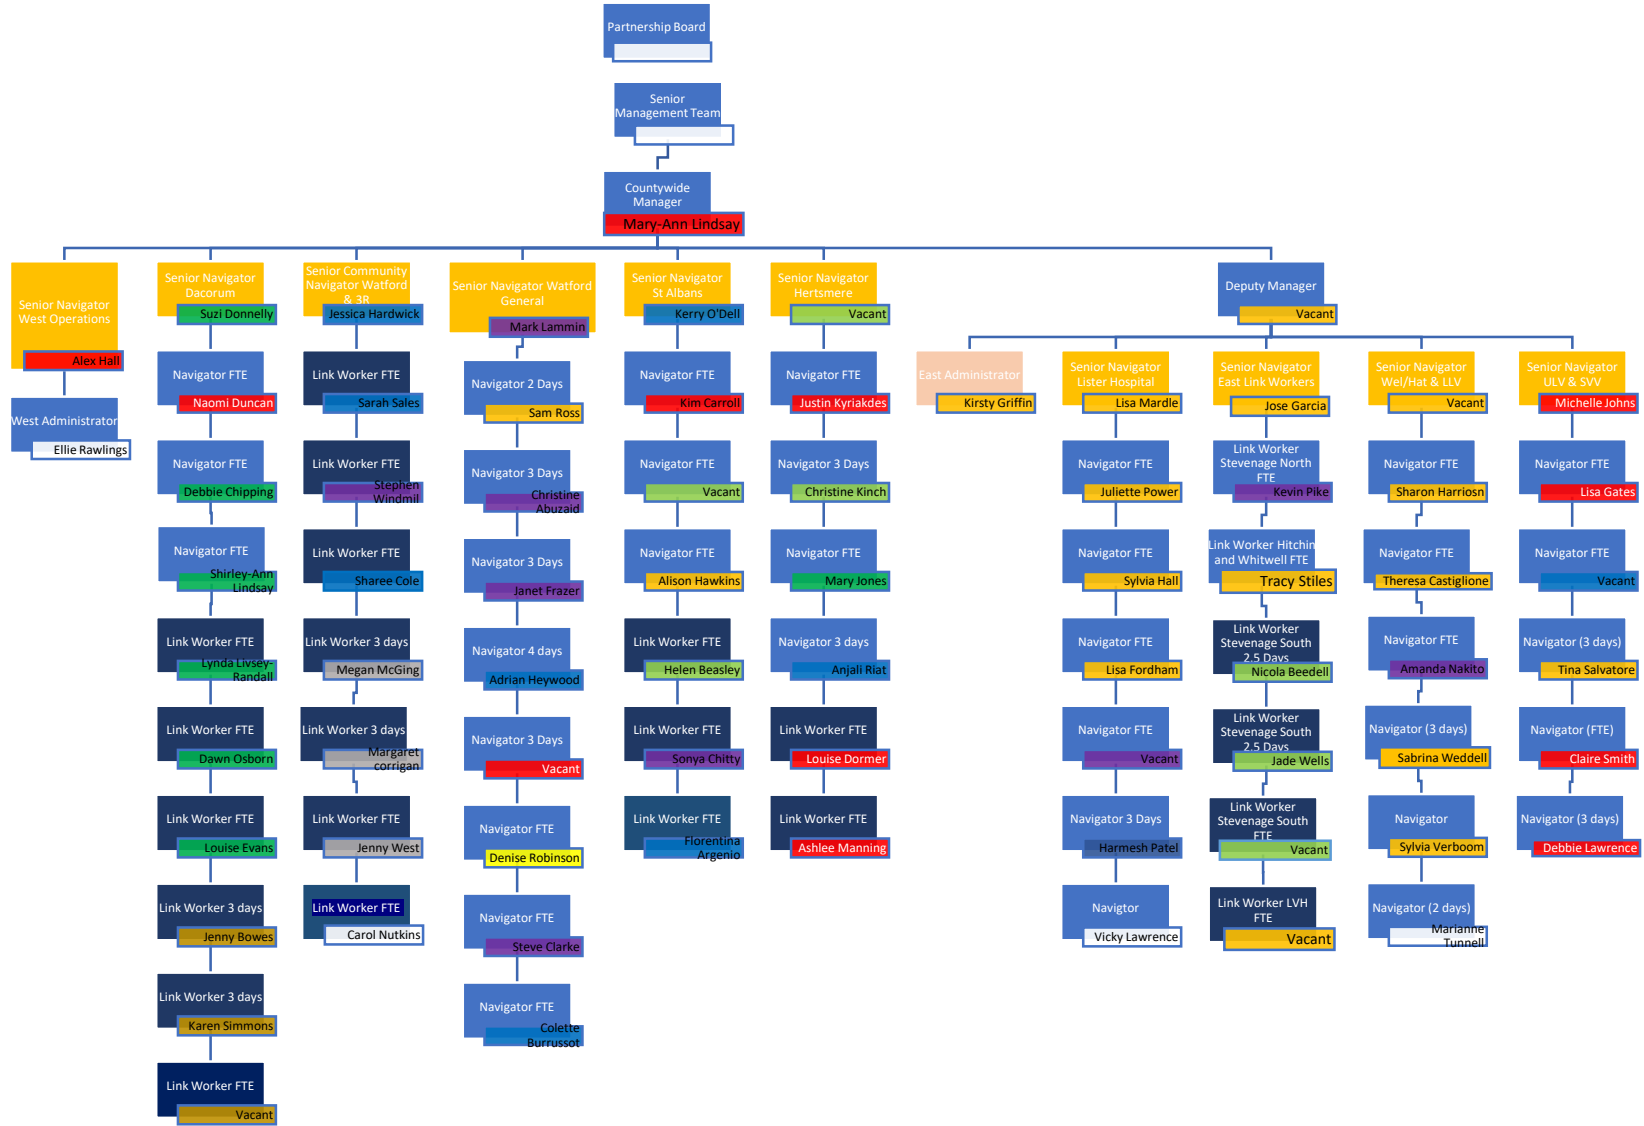 Partnership Board
Senior
Management Team
Countywide
Manager
Mary-Ann Lindsay
Senior Navigator
West Operations
Alex Hall
West Administrator
Ellie Rawlings
Senior Navigator
Dacorum
Suzi Donnelly
Navigator FTE
Naomi Duncan
Navigator FTE
Debbie Chipping
Navigator FTE
Shirley-Ann
Lindsay
Link Worker FTE
Lynda Livsey-
Randall
Link Worker FTE
Dawn Osborn
Link Worker FTE
Louise Evans
Link Worker 3 days
Jenny Bowes
Link Worker 3 days
Karen Simmons
Link Worker FTE
Vacant
Senior Community
Navigator Watford
& 3R
Jessica Hardwick
Link Worker FTE
Sarah Sales
Link Worker FTE
Stephen
Windmil
Link Worker FTE
Sharee Cole
Link Worker 3 days
Megan McGing
Link Worker 3 days
Margaret
corrigan
Link Worker FTE
Jenny West
Link Worker FTE
Carol Nutkins
Senior Navigator Watford
General
Mark Lammin
Navigator 2 Days
Sam Ross
Navigator 3 Days
Christine
Abuzaid
Navigator 3 Days
Janet Frazer
Navigator 4 days
Adrian Heywood
Navigator 3 Days
Vacant
Navigator FTE
Denise Robinson
Navigator FTE
Steve Clarke
Navigator FTE
Colette
Burrussot
Senior Navigator
St Albans
Kerry O'Dell
Navigator FTE
Kim Carroll
Navigator FTE
Vacant
Navigator FTE
Alison Hawkins
Link Worker FTE
Helen Beasley
Link Worker FTE
Sonya Chitty
Link Worker FTE
Florentina
Argenio
Senior Navigator
Hertsmere
Vacant
Navigator FTE
Justin Kyriakdes
Navigator 3 Days
Christine Kinch
Navigator FTE
Mary Jones
Navigator 3 days
Anjali Riat
Link Worker FTE
Louise Dormer
Link Worker FTE
Ashlee Manning
Deputy Manager
Vacant
East Administrator
Kirsty Griffin
Senior Navigator
Lister Hospital
Lisa Mardle
Navigator FTE
Juliette Power
Navigator FTE
Sylvia Hall
Navigator FTE
Lisa Fordham
Navigator FTE
Vacant
Navigator 3 Days
Harmesh Patel
Navigtor
Vicky Lawrence
Senior Navigator
East Link Workers
Jose Garcia
Link Worker
Stevenage North
FTE
Kevin Pike
Link Worker Hitchin
and Whitwell FTE
Tracy Stiles
Link Worker
Stevenage South
2.5 Days
Nicola Beedell
Link Worker
Stevenage South
2.5 Days
Jade Wells
Link Worker
Stevenage South
FTE
Vacant
Link Worker LVH
FTE
Vacant
Senior Navigator
Wel/Hat & LLV
Vacant
Navigator FTE
Sharon Harriosn
Navigator FTE
Theresa Castiglione
Navigator FTE
Amanda Nakito
Navigator (3 days)
Sabrina Weddell
Navigator
Sylvia Verboom
Navigator (2 days)
Marianne
Tunnell
Senior Navigator
ULV & SVV
Michelle Johns
Navigator FTE
Lisa Gates
Navigator FTE
Vacant
Navigator (3 days)
Tina Salvatore
Navigator (FTE)
Claire Smith
Navigator (3 days)
Debbie Lawrence